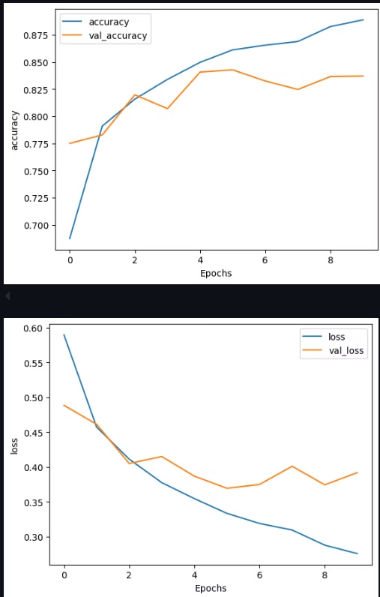 accuracy
val_accuracy
0.875
0.850
0.825
0.800
0.775
0.750
0.725
0.700
accuracy
0 2 4 6 8
Epochs
loss
val_loss
0.60
0.55
0.50
0.45
0.40
0.35
0.30
loss
0 2 4 6 8
Epochs